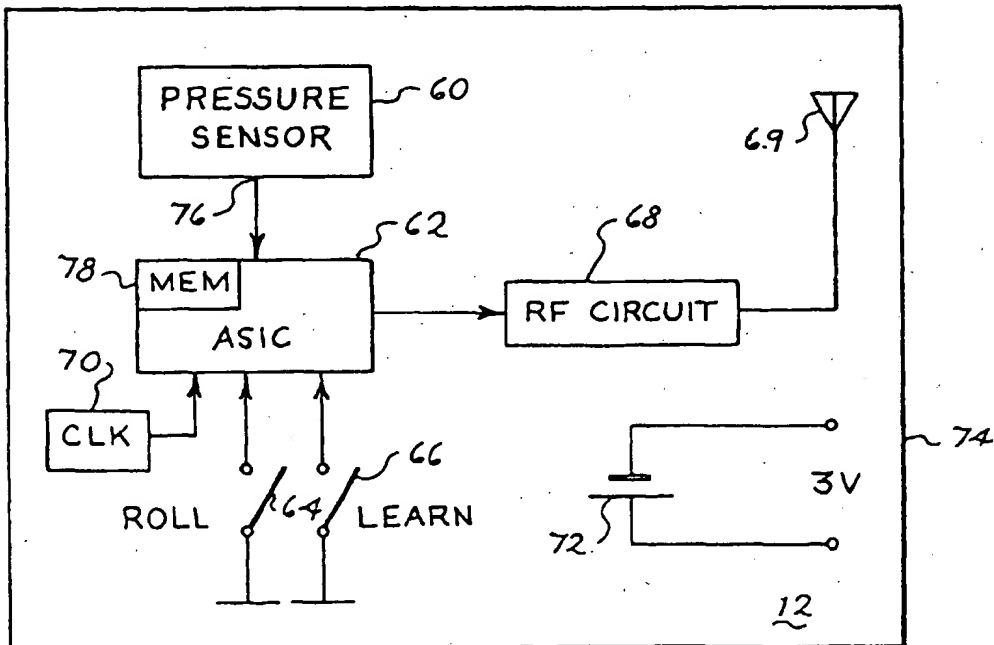 PRESSURE
SENSOR
60
6.9
76
62
68
78
MEM
ASIC
RF CIRCUIT
70
CLK
66
74
ROLL
64
LEARN
3V
72
12